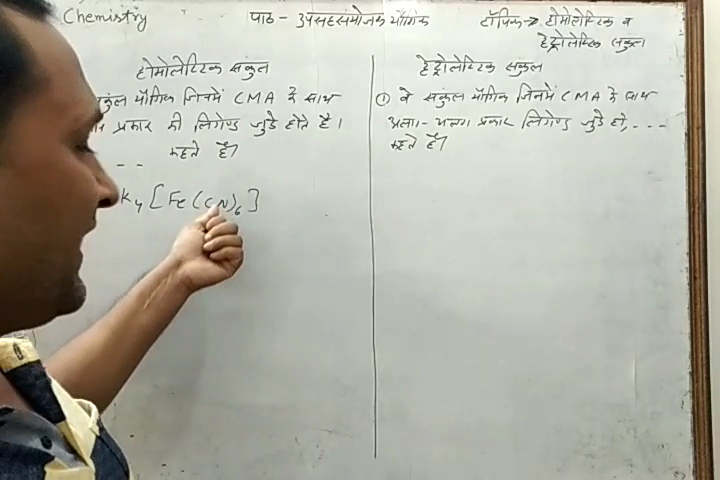 Chemistry
पाठ - उपसहसंयोजक यौगिक
टॉपिक → होमोलेप्टिक व
हेट्रोलेप्टिक संकुल
होमोलेप्टिक संकुल
संकुल यौगिक जिनमें CMA के साथ
प्रकार की लिगेण्ड जुडे होते है।
-- कहते हैं।
K4[Fe(CN)6]
हेट्रोलेप्टिक संकुल
① वे संकुल यौगिक जिनमें CMA के साथ
अलग-अलग प्रकार लिगेण्ड जुडे हो, ---
कहते हैं।